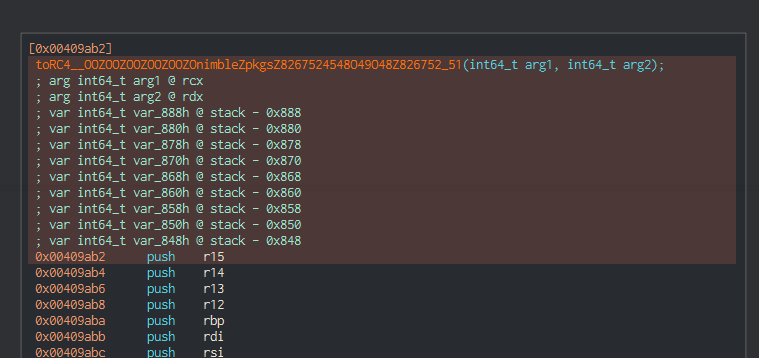 [0x00409ab2]
toRC4__OOZOOZOOZOOZOOZOnimbleZpkgsZ8267524548O49O48Z826752_51(int64_t arg1, int64_t arg2);
; arg int64_t arg1 @ rcx
; arg int64_t arg2 @ rdx
; var int64_t var_888h @ stack - 0x888
; var int64_t var_880h @ stack - 0x880
; var int64_t var_878h @ stack - 0x878
; var int64_t var_870h @ stack - 0x870
; var int64_t var_868h @ stack - 0x868
; var int64_t var_860h @ stack - 0x860
; var int64_t var_858h @ stack - 0x858
; var int64_t var_850h @ stack - 0x850
; var int64_t var_848h @ stack - 0x848
0x00409ab2 push r15
0x00409ab4 push r14
0x00409ab6 push r13
0x00409ab8 push r12
0x00409aba push rbp
0x00409abb push rdi
0x00409abc push rsi